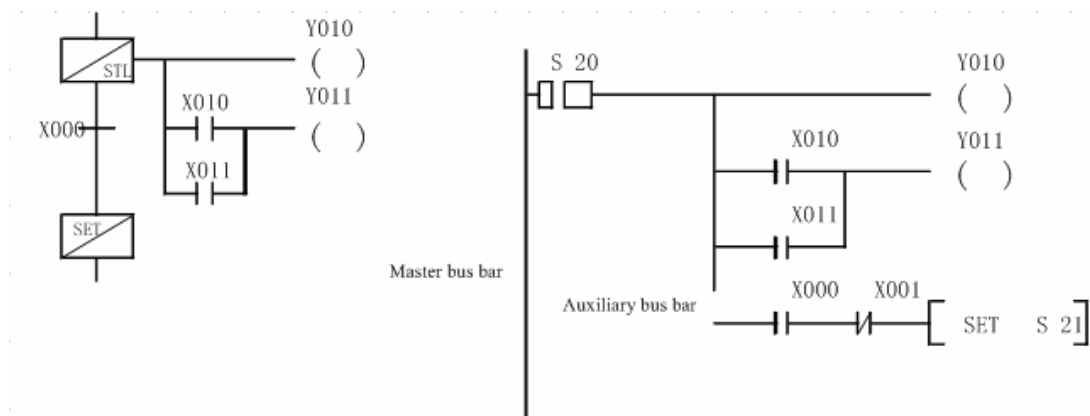 Y010
STL
X010
Y011
X000
X011
SET
Master bus bar
S 20
Y010
X010
Y011
X011
Auxiliary bus bar
X000 X001
SET S 21